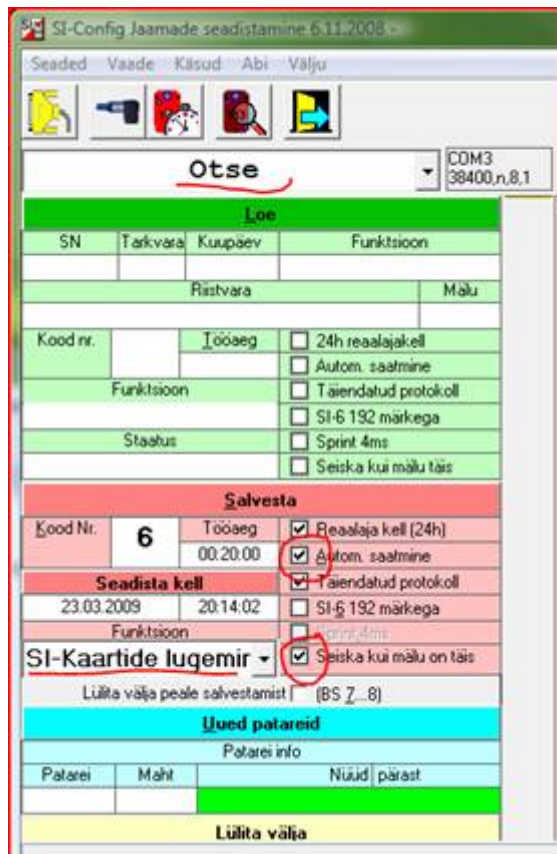 SI-Config Jaamade seadistamine 6.11.2008 -
Seaded Vaade Käsud Abi Välju
Otse
COM3
38400,n,8,1
Loe
SN Tarkvara Kuupäev Funktsioon
Riistvara Mälu
Kood nr. Tööaeg 24h reaalajakell
Autom. saatmine
Funktsioon Täiendatud protokoll
SI-6 192 märkega
Staatus Sprint 4ms
Seiska kui mälu täis
Salvesta
Kood Nr. 6 Tööaeg Reaalaja kell (24h)
00:20:00 Autom. saatmine
Seadista kell Täiendatud protokoll
23.03.2009 20:14:02 SI-6 192 märkega
Funktsioon Sprint 4ms
SI-Kaartide lugemir Seiska kui mälu on täis
Lülita välja peale salvestamist (BS 7...8)
Uued patareid
Patarei info
Patarei Maht Nüüd pärast
Lülita välja